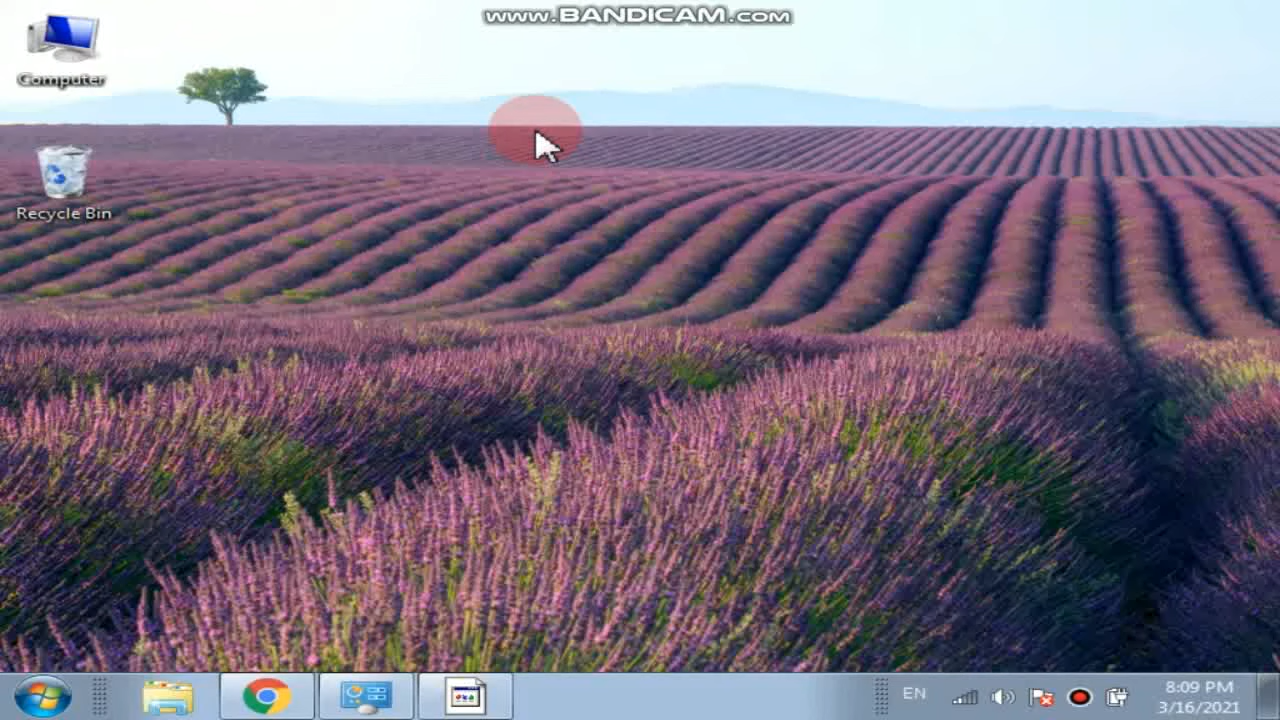 www.BANDICAM.com
Computer
Recycle Bin
EN
8:09 PM
3/16/2021